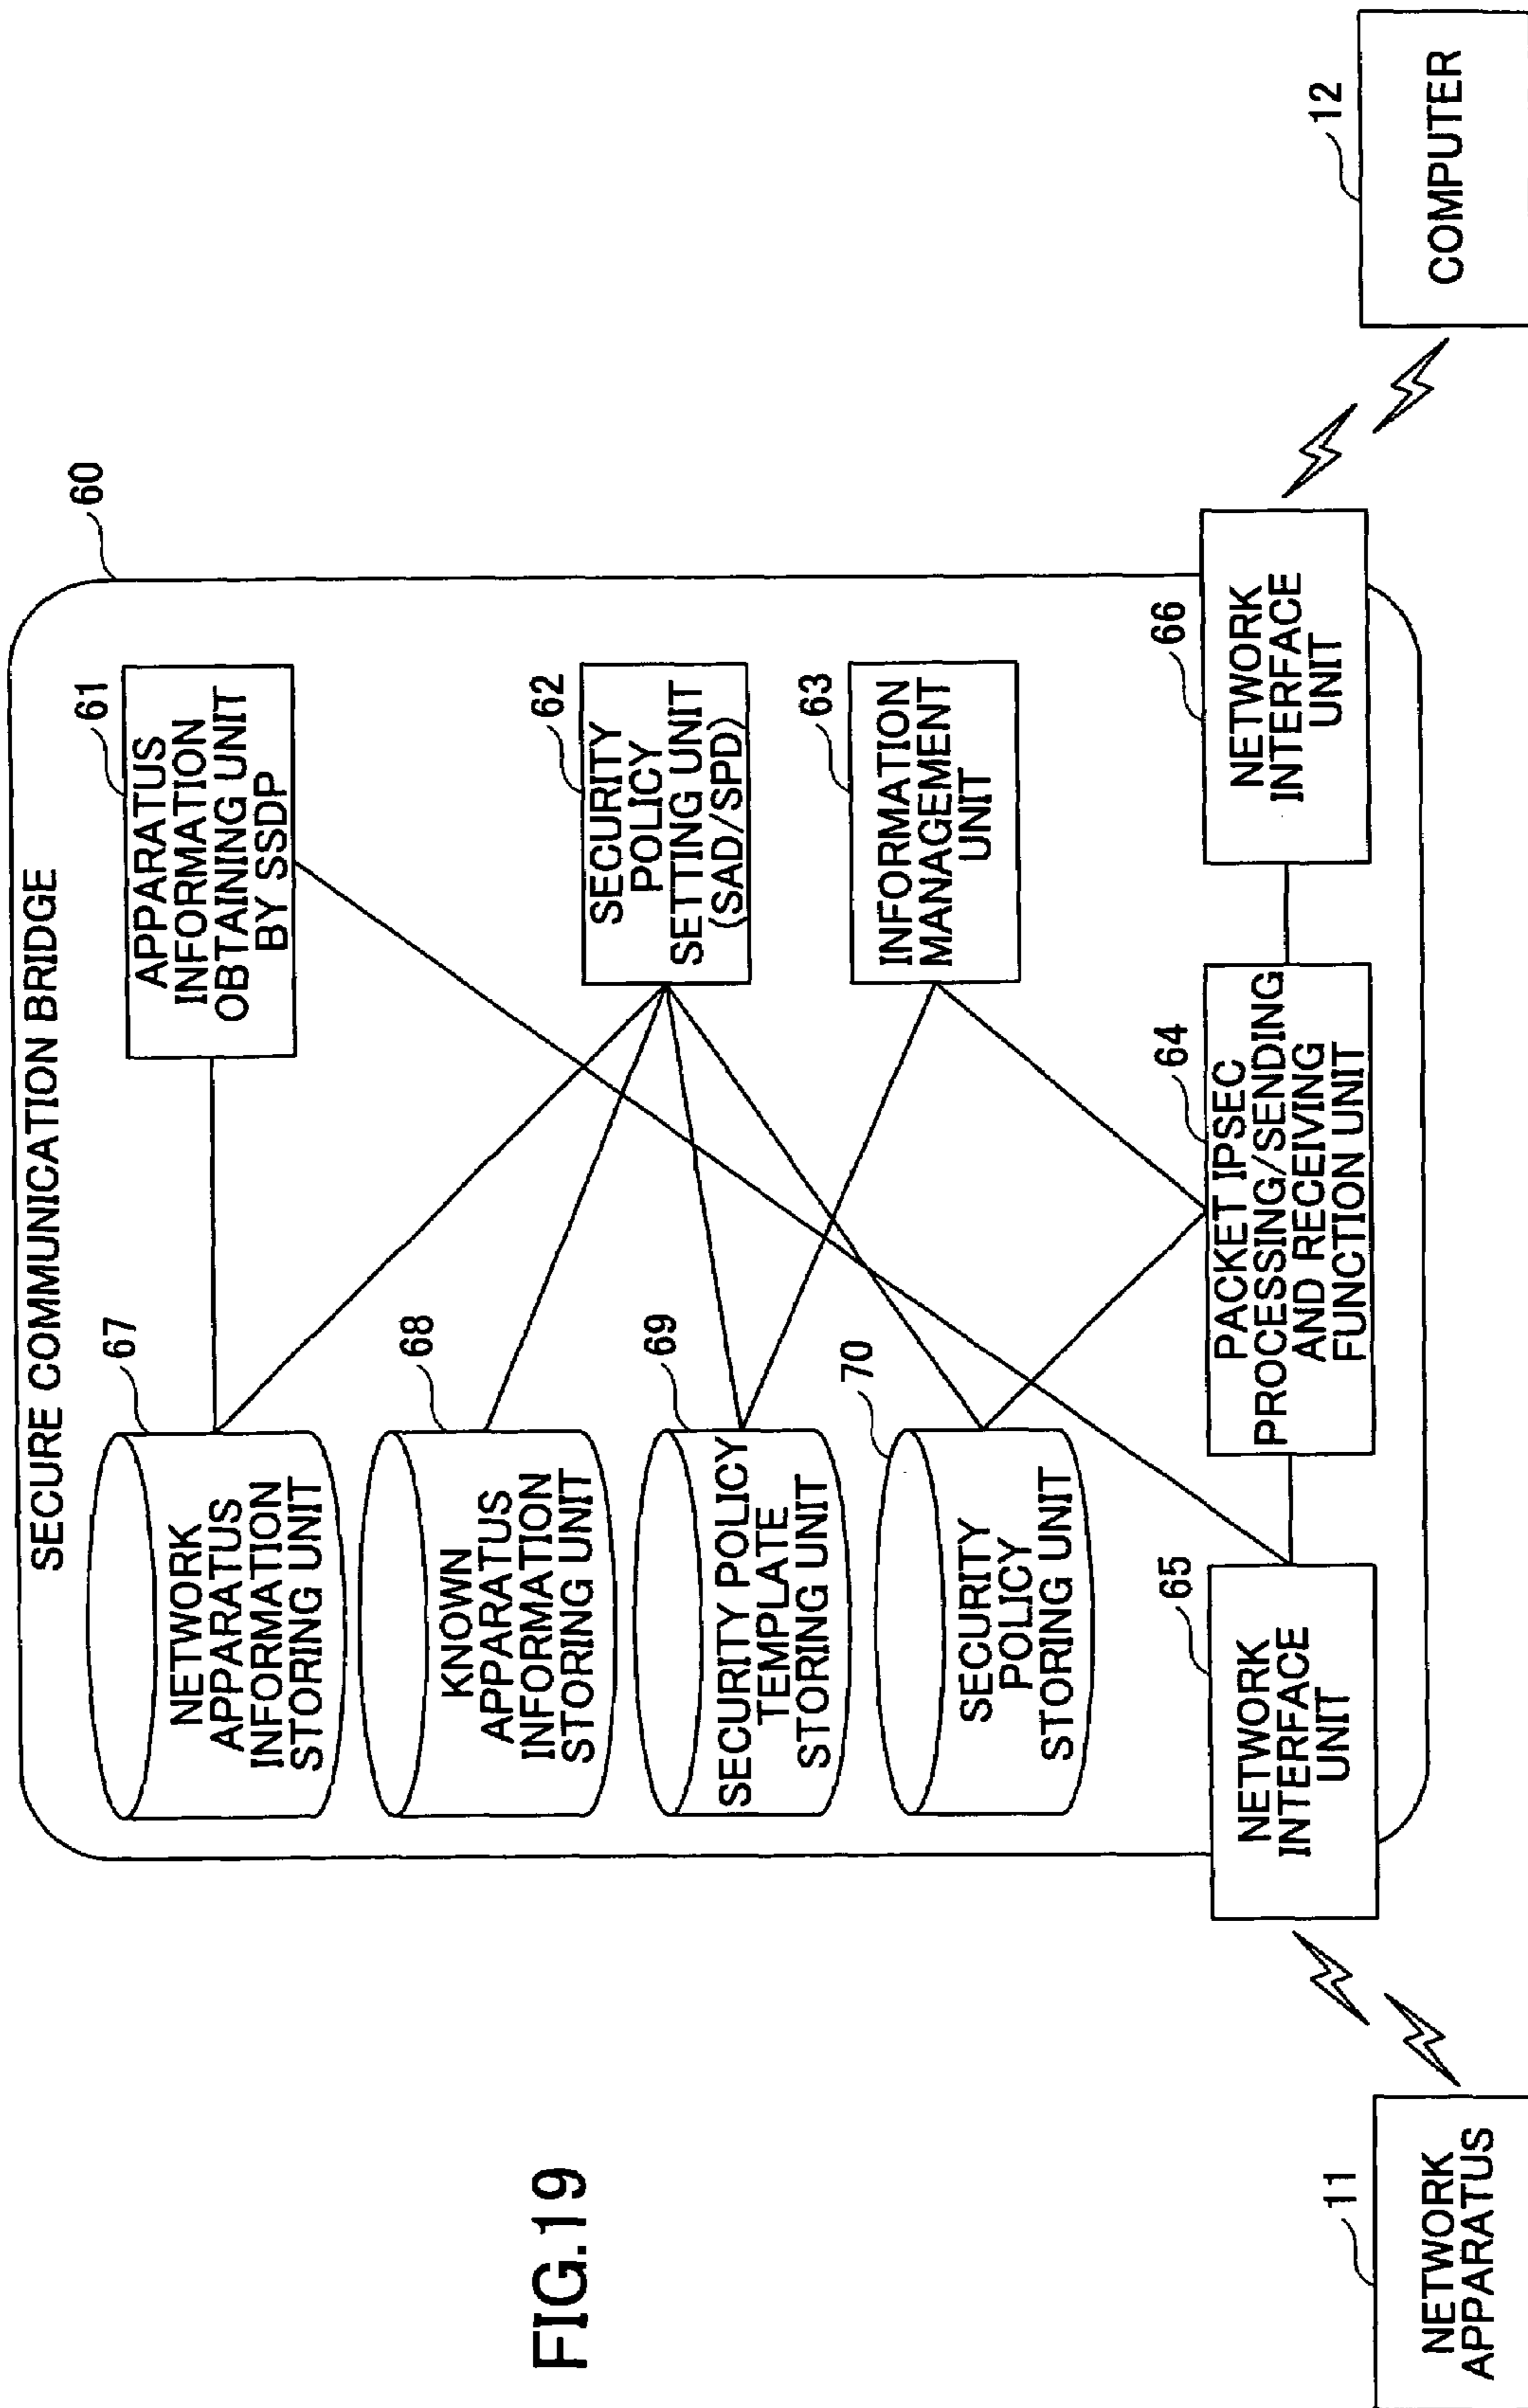 FIG.19
SECURE COMMUNICATION BRIDGE
60
67
NETWORK
APPARATUS
INFORMATION
STORING UNIT
61
APPARATUS
INFORMATION
OBTAINING UNIT
BY SSDP
68
KNOWN
APPARATUS
INFORMATION
STORING UNIT
62
SECURITY
POLICY
SETTING UNIT
(SAD/SPD)
69
SECURITY POLICY
TEMPLATE
STORING UNIT
63
INFORMATION
MANAGEMENT
UNIT
70
SECURITY
POLICY
STORING UNIT
65
NETWORK
INTERFACE
UNIT
64
PACKET IPSEC
PROCESSING/SENDING
AND RECEIVING
FUNCTION UNIT
66
NETWORK
INTERFACE
UNIT
11
NETWORK
APPARATUS
12
COMPUTER